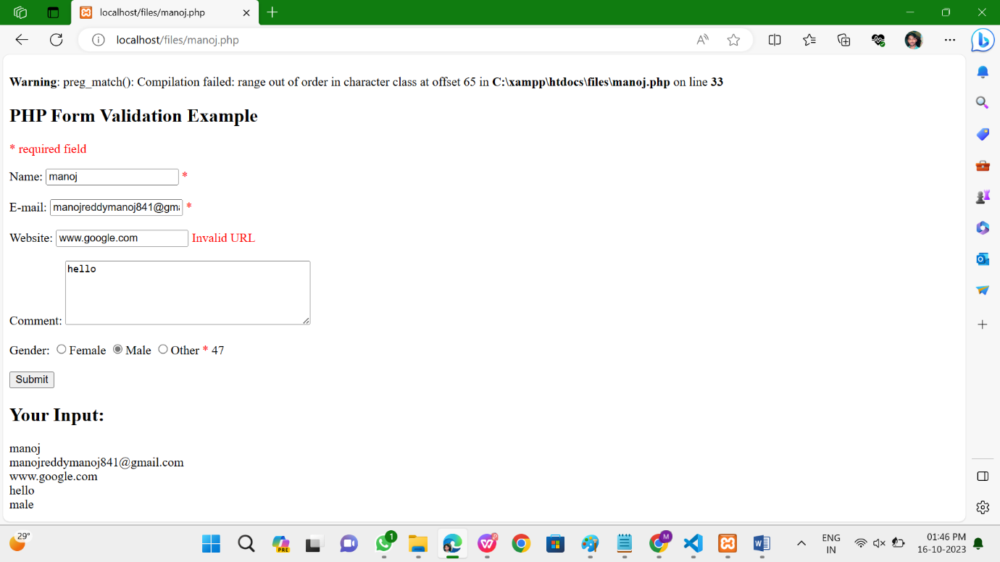 localhost/files/manoj.php
localhost/files/manoj.php
Warning: preg_match(): Compilation failed: range out of order in character class at offset 65 in C:\xampp\htdocs\files\manoj.php on line 33
PHP Form Validation Example
* required field
Name: manoj *
E-mail: manojreddymanoj841@gma
Website: www.google.com Invalid URL
hello
Comment:
Gender: Female Male Other * 47
Submit
Your Input:
manoj
manojreddymanoj841@gmail.com
www.google.com
hello
male
29°
PRE
1
M
ENG
IN
01:46 PM
16-10-2023